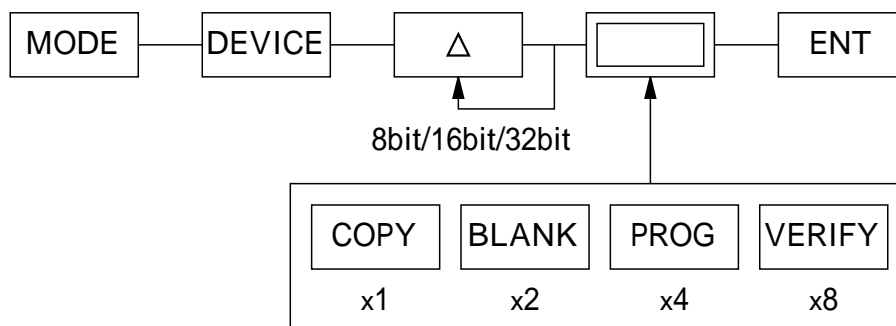 MODE DEVICE △ ENT
8bit/16bit/32bit
COPY BLANK PROG VERIFY
x1 x2 x4 x8